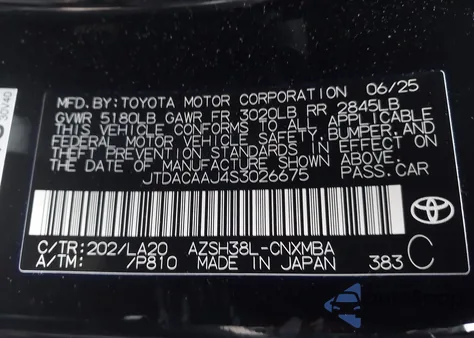 30V40
MFD.BY:TOYOTA MOTOR CORPORATION 06/25
GVWR 5180LB GAWR FR 3020LB RR 2845LB
THIS VEHICLE CONFORMS TO ALL APPLICABLE
FEDERAL MOTOR VEHICLE SAFETY, BUMPER, AND
THEFT PREVENTION STANDARDS IN EFFECT ON
THE DATE OF MANUFACTURE SHOWN ABOVE.
JTDACAAJ4S3026675 PASS.CAR
C/TR:202/LA20 AZSH38L-CNXMBA
A/TM: /P810 MADE IN JAPAN 383 C